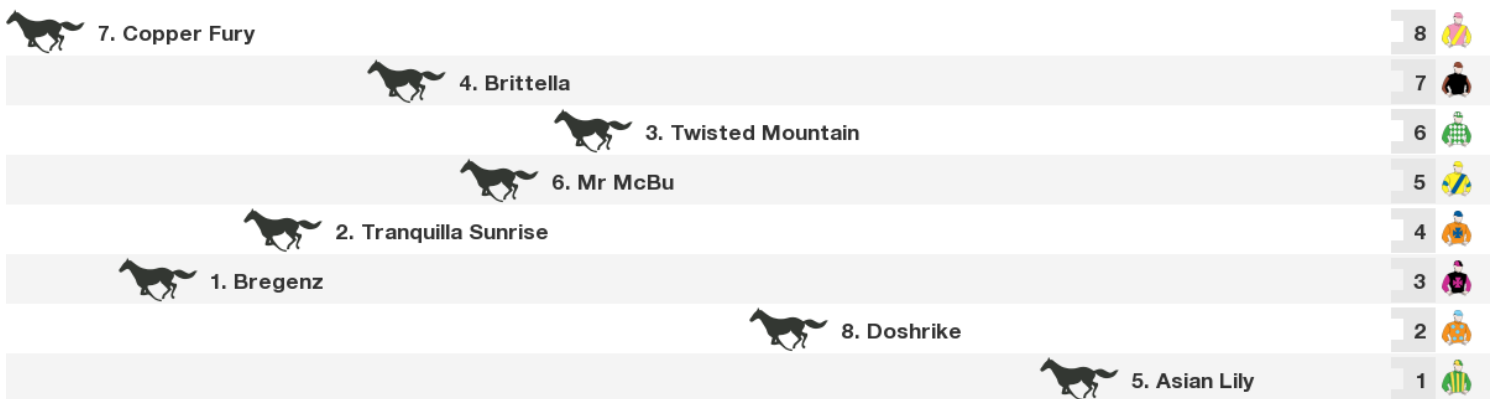 7. Copper Fury 8
4. Brittella 7
3. Twisted Mountain 6
6. Mr McBu 5
2. Tranquilla Sunrise 4
1. Bregenz 3
8. Doshrike 2
5. Asian Lily 1